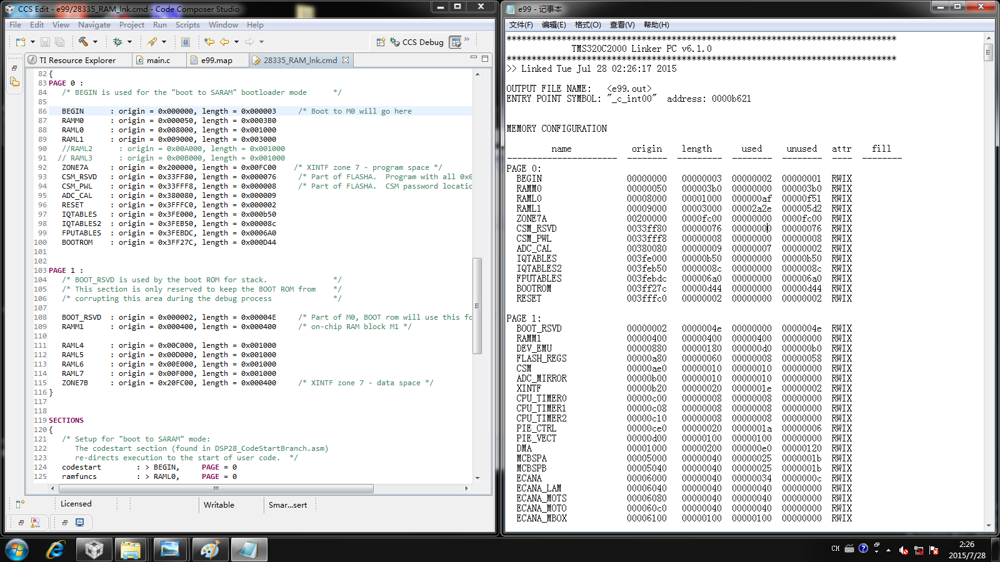 CCS Edit - e99/28335_RAM_lnk.cmd - Code Composer Studio
File Edit View Navigate Project Run Scripts Window Help
CCS Debug »
TI Resource Explorer main.c e99.map 28335_RAM_lnk.cmd
82 {
83 PAGE 0 :
84 /* BEGIN is used for the "boot to SARAM" bootloader mode */
85
86 BEGIN : origin = 0x000000, length = 0x000003 /* Boot to M0 will go here
87 RAMM0 : origin = 0x000050, length = 0x0003B0
88 RAML0 : origin = 0x008000, length = 0x001000
89 RAML1 : origin = 0x009000, length = 0x003000
90 //RAML2 : origin = 0x00A000, length = 0x001000
91 // RAML3 : origin = 0x00B000, length = 0x001000
92 ZONE7A : origin = 0x200000, length = 0x00FC00 /* XINTF zone 7 - program space */
93 CSM_RSVD : origin = 0x33FF80, length = 0x000076 /* Part of FLASHA. Program with all 0x0
94 CSM_PWL : origin = 0x33FFF8, length = 0x000008 /* Part of FLASHA. CSM password locatio
95 ADC_CAL : origin = 0x380080, length = 0x000009
96 RESET : origin = 0x3FFFC0, length = 0x000002
97 IQTABLES : origin = 0x3FE000, length = 0x000b50
98 IQTABLES2 : origin = 0x3FEB50, length = 0x00008c
99 FPUTABLES : origin = 0x3FEBDC, length = 0x0006A0
100 BOOTROM : origin = 0x3FF27C, length = 0x000D44
101
102
103 PAGE 1 :
104 /* BOOT_RSVD is used by the boot ROM for stack. */
105 /* This section is only reserved to keep the BOOT ROM from */
106 /* corrupting this area during the debug process */
107
108 BOOT_RSVD : origin = 0x000002, length = 0x00004E /* Part of M0, BOOT rom will use this fo
109 RAMM1 : origin = 0x000400, length = 0x000400 /* on-chip RAM block M1 */
110
111 RAML4 : origin = 0x00C000, length = 0x001000
112 RAML5 : origin = 0x00D000, length = 0x001000
113 RAML6 : origin = 0x00E000, length = 0x001000
114 RAML7 : origin = 0x00F000, length = 0x001000
115 ZONE7B : origin = 0x20FC00, length = 0x000400 /* XINTF zone 7 - data space */
116 }
117
118
119 SECTIONS
120 {
121 /* Setup for "boot to SARAM" mode:
122 The codestart section (found in DSP28_CodeStartBranch.asm)
123 re-directs execution to the start of user code. */
124 codestart : > BEGIN, PAGE = 0
125 ramfuncs : > RAML0, PAGE = 0
Licensed Writable Smar...sert
e99 - 记事本
文件(F) 编辑(E) 格式(O) 查看(V) 帮助(H)
******************************************************************************
TMS320C2000 Linker PC v6.1.0
******************************************************************************
>> Linked Tue Jul 28 02:26:17 2015
OUTPUT FILE NAME: <e99.out>
ENTRY POINT SYMBOL: "_c_int00" address: 0000b621
MEMORY CONFIGURATION
name origin length used unused attr fill
---------------------- -------- --------- -------- -------- ---- --------
PAGE 0:
BEGIN 00000000 00000003 00000002 00000001 RWIX
RAMM0 00000050 000003b0 00000000 000003b0 RWIX
RAML0 00008000 00001000 000000af 00000f51 RWIX
RAML1 00009000 00003000 00002a2e 000005d2 RWIX
ZONE7A 00200000 0000fc00 00000000 0000fc00 RWIX
CSM_RSVD 0033ff80 00000076 00000000 00000076 RWIX
CSM_PWL 0033fff8 00000008 00000000 00000008 RWIX
ADC_CAL 00380080 00000009 00000007 00000002 RWIX
IQTABLES 003fe000 00000b50 00000000 00000b50 RWIX
IQTABLES2 003feb50 0000008c 00000000 0000008c RWIX
FPUTABLES 003febdc 000006a0 00000000 000006a0 RWIX
BOOTROM 003ff27c 00000d44 00000000 00000d44 RWIX
RESET 003fffc0 00000002 00000000 00000002 RWIX
PAGE 1:
BOOT_RSVD 00000002 0000004e 00000000 0000004e RWIX
RAMM1 00000400 00000400 00000400 00000000 RWIX
DEV_EMU 00000880 00000180 000000d0 000000b0 RWIX
FLASH_REGS 00000a80 00000060 00000008 00000058 RWIX
CSM 00000ae0 00000010 00000010 00000000 RWIX
ADC_MIRROR 00000b00 00000010 00000010 00000000 RWIX
XINTF 00000b20 00000020 0000001e 00000002 RWIX
CPU_TIMER0 00000c00 00000008 00000008 00000000 RWIX
CPU_TIMER1 00000c08 00000008 00000008 00000000 RWIX
CPU_TIMER2 00000c10 00000008 00000008 00000000 RWIX
PIE_CTRL 00000ce0 00000020 0000001a 00000006 RWIX
PIE_VECT 00000d00 00000100 00000100 00000000 RWIX
DMA 00001000 00000200 000000e0 00000120 RWIX
MCBSPA 00005000 00000040 00000025 0000001b RWIX
MCBSPB 00005040 00000040 00000025 0000001b RWIX
ECANA 00006000 00000040 00000034 0000000c RWIX
ECANA_LAM 00006040 00000040 00000040 00000000 RWIX
ECANA_MOTS 00006080 00000040 00000040 00000000 RWIX
ECANA_MOTO 000060c0 00000040 00000040 00000000 RWIX
ECANA_MBOX 00006100 00000100 00000100 00000000 RWIX
CH 2:26
2015/7/28